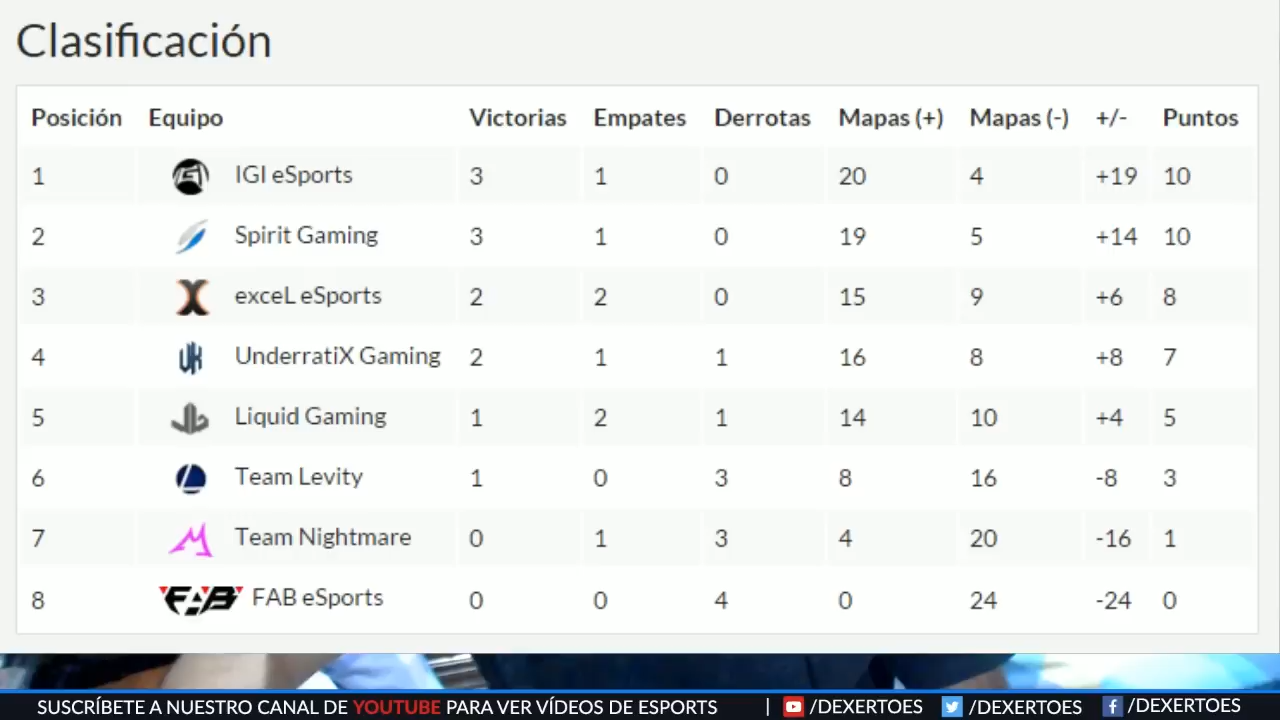 Clasificación
Posición Equipo Victorias Empates Derrotas Mapas (+) Mapas (-) +/- Puntos
1 IGI eSports 3 1 0 20 4 +19 10
2 Spirit Gaming 3 1 0 19 5 +14 10
3 exceL eSports 2 2 0 15 9 +6 8
4 UnderratiX Gaming 2 1 1 16 8 +8 7
5 Liquid Gaming 1 2 1 14 10 +4 5
6 Team Levity 1 0 3 8 16 -8 3
7 Team Nightmare 0 1 3 4 20 -16 1
8 FAB FAB eSports 0 0 4 0 24 -24 0
SUSCRÍBETE A NUESTRO CANAL DE YOUTUBE PARA VER VÍDEOS DE ESPORTS | /DEXERTOES /DEXERTOES /DEXERTOES